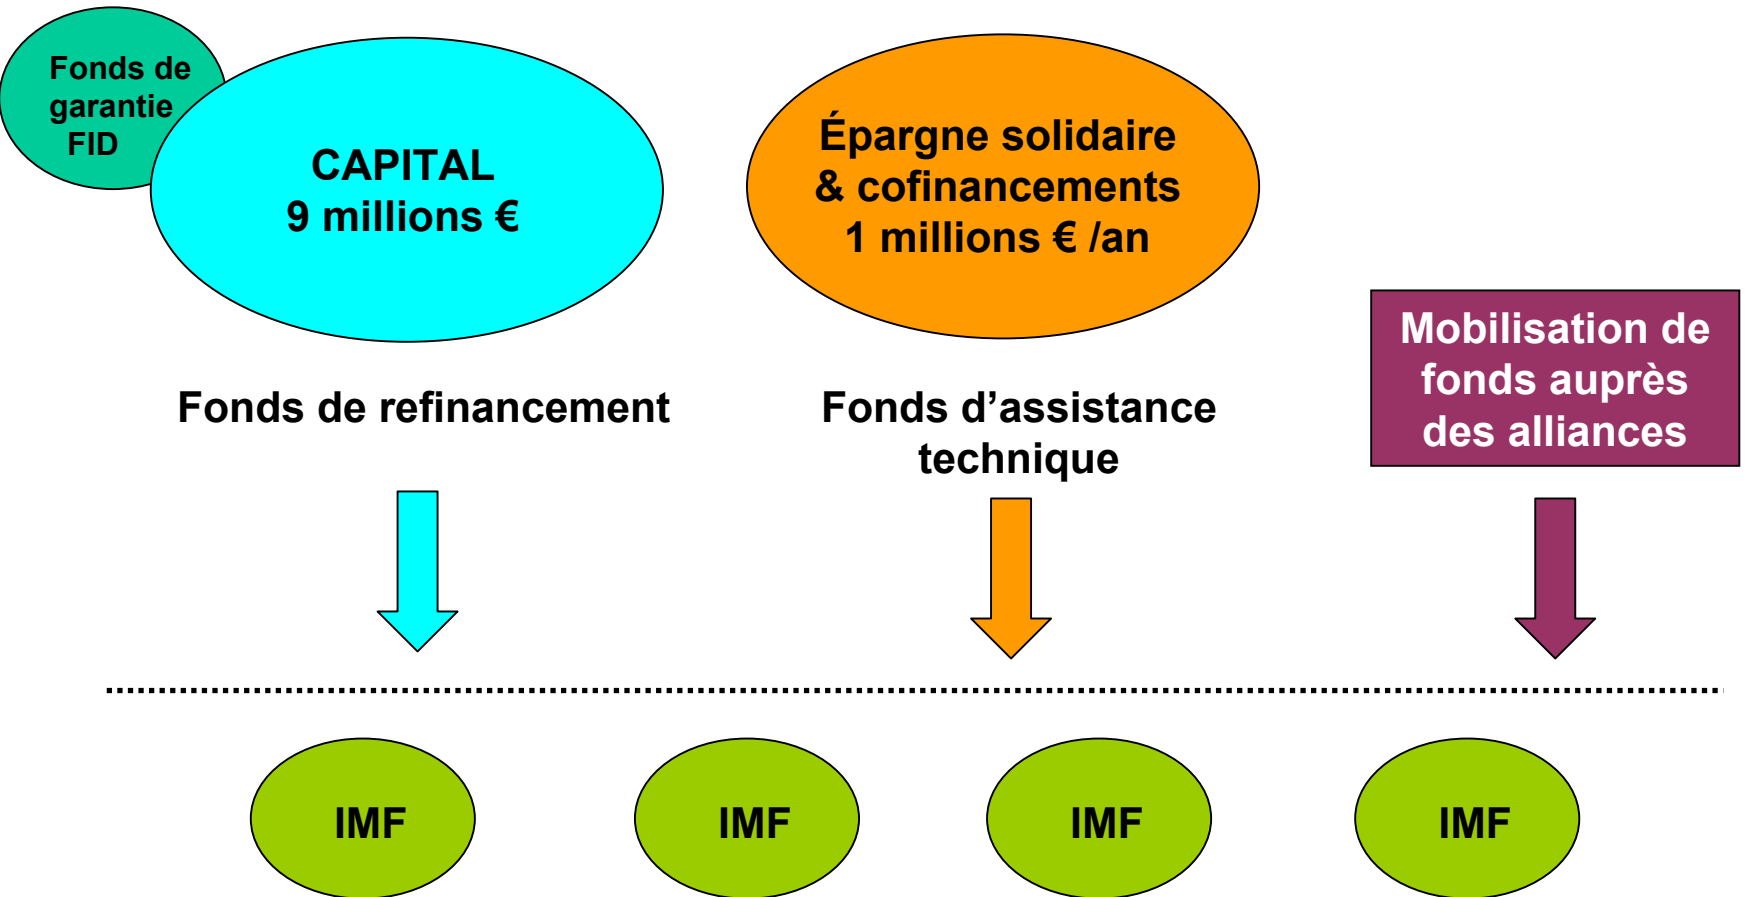 Fonds de
garantie
FID
CAPITAL
9 millions €
Épargne solidaire
& cofinancements
1 millions € /an
Mobilisation de
fonds auprès
des alliances
Fonds de refinancement
Fonds d’assistance
technique
IMF
IMF
IMF
IMF